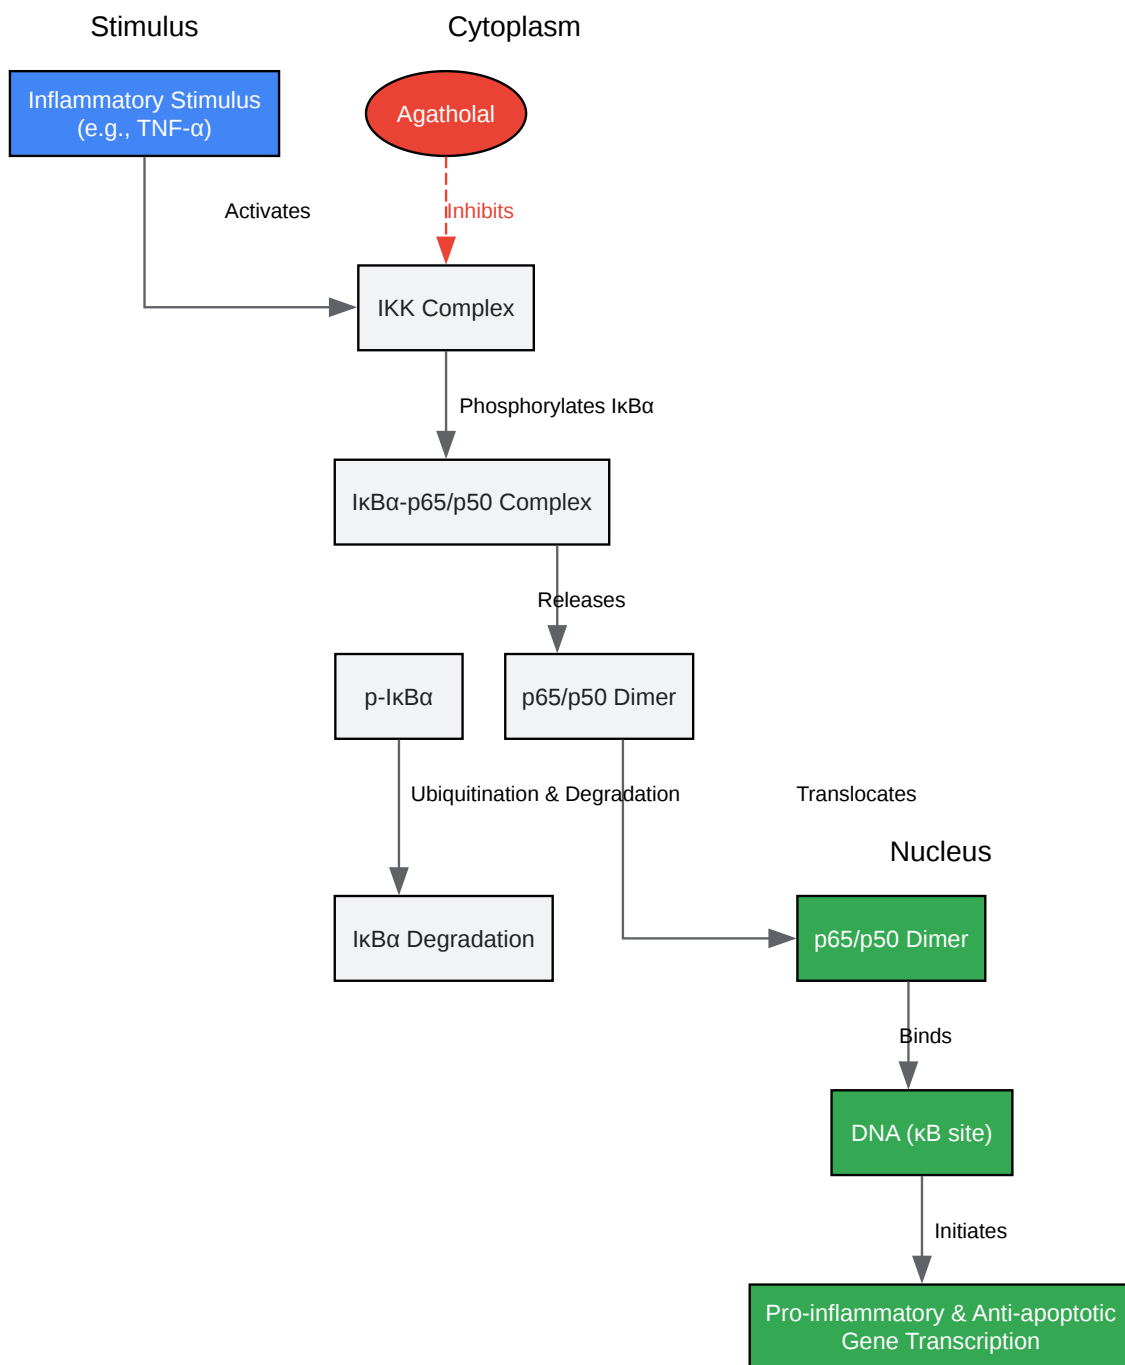 Stimulus
Cytoplasm
Inflammatory Stimulus
(e.g., TNF-α)
Agatholal
Activates
Inhibits
IKK Complex
Phosphorylates IκBα
IκBα-p65/p50 Complex
Releases
p-IκBα
p65/p50 Dimer
Ubiquitination & Degradation
Translocates
Nucleus
IκBα Degradation
p65/p50 Dimer
Binds
DNA (κB site)
Initiates
Pro-inflammatory & Anti-apoptotic
Gene Transcription